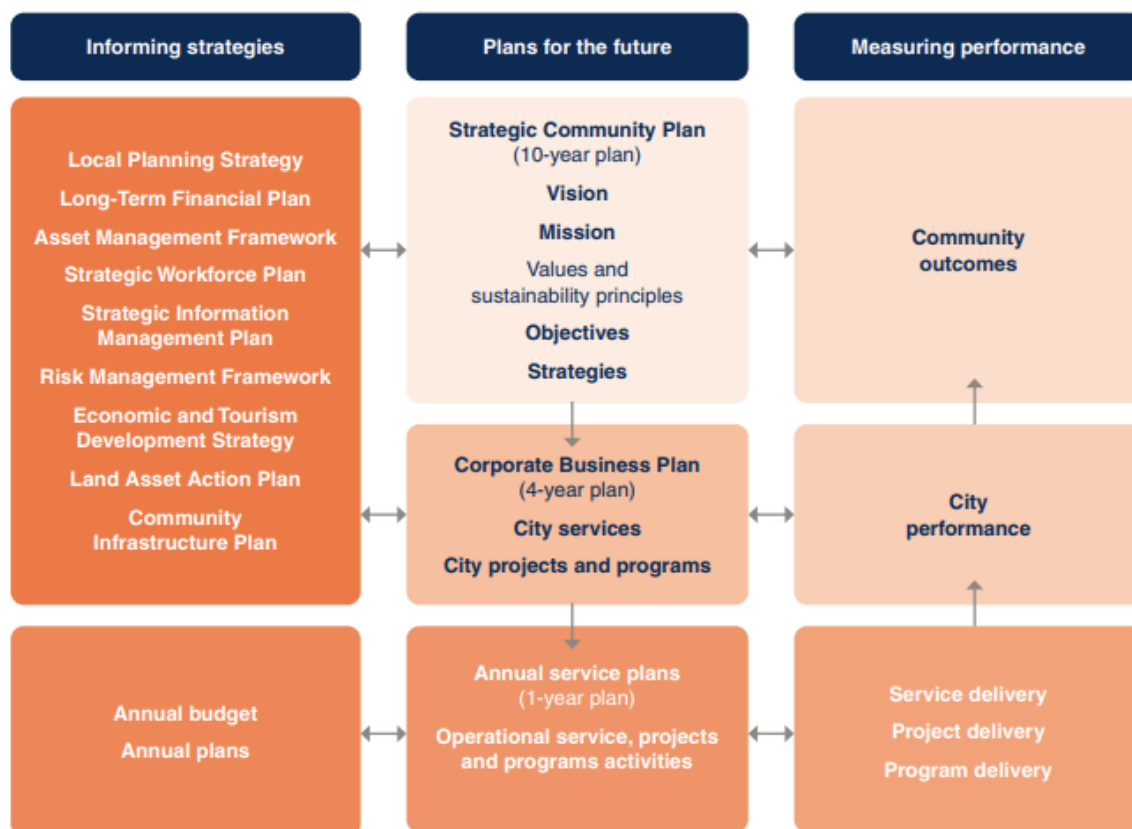 Informing strategies
Plans for the future
Measuring performance
Local Planning Strategy
Long-Term Financial Plan
Asset Management Framework
Strategic Workforce Plan
Strategic Information
Management Plan
Risk Management Framework
Economic and Tourism
Development Strategy
Land Asset Action Plan
Community
Infrastructure Plan
Strategic Community Plan
(10-year plan)
Vision
Mission
Values and
sustainability principles
Objectives
Strategies
Community
outcomes
Corporate Business Plan
(4-year plan)
City services
City projects and programs
City
performance
Annual budget
Annual plans
Annual service plans
(1-year plan)
Operational service, projects
and programs activities
Service delivery
Project delivery
Program delivery